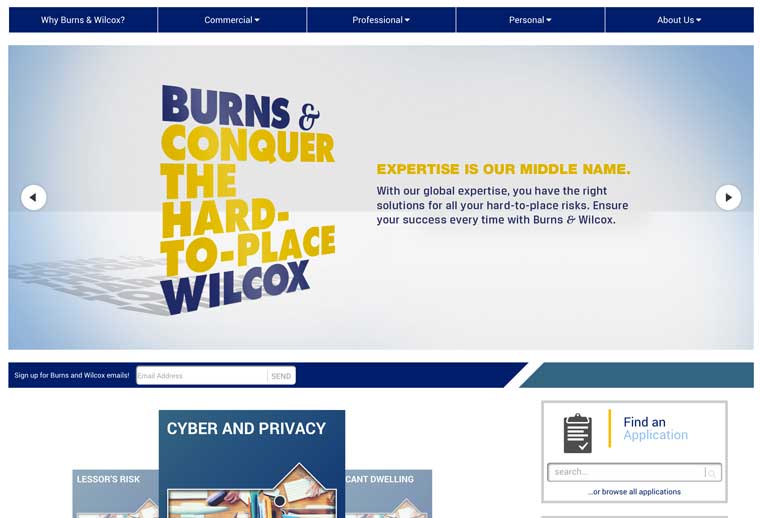 Why Burns & Wilcox?
Commercial
Professional
Personal
About Us
BURNS &
CONQUER
THE
HARD-
TO-PLACE
WILCOX
EXPERTISE IS OUR MIDDLE NAME.
With our global expertise, you have the right
solutions for all your hard-to-place risks. Ensure
your success every time with Burns & Wilcox.
Sign up for Burns and Wilcox emails!
Email Address
SEND
CYBER AND PRIVACY
LESSOR'S RISK
CANT DWELLING
Find an
Application
search...
...or browse all applications